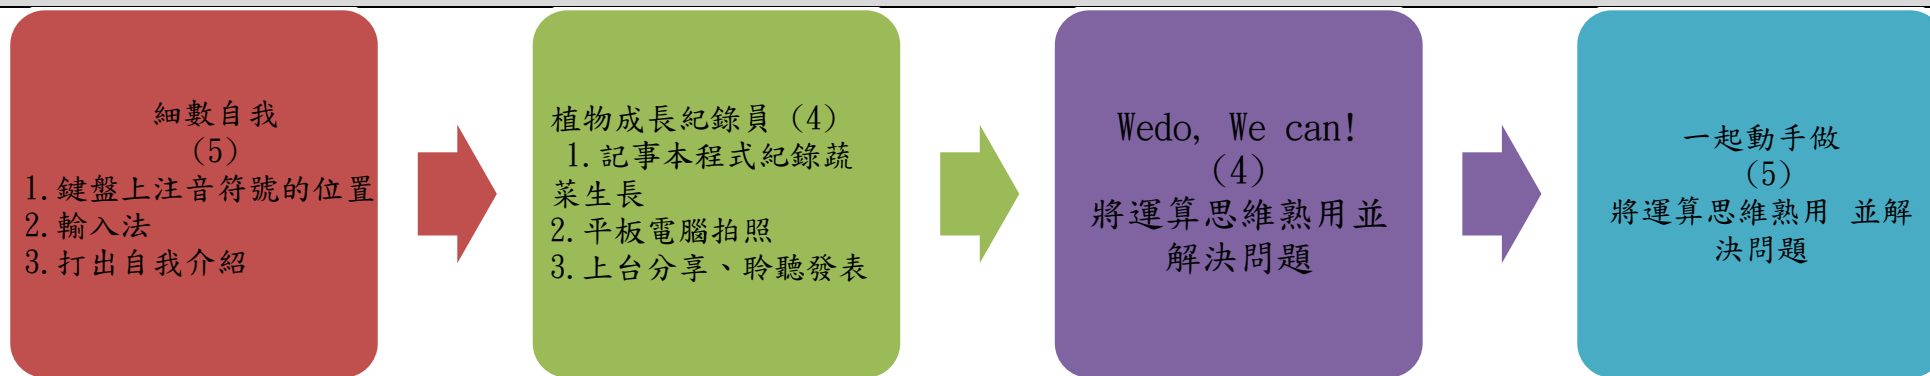 細數自我
(5)
1.鍵盤上注音符號的位置
2.輸入法
3.打出自我介紹
植物成長紀錄員 (4)
1.記事本程式紀錄蔬
菜生長
2.平板電腦拍照
3.上台分享、聆聽發表
Wedo, We can!
(4)
將運算思維熟用並
解決問題
一起動手做
(5)
將運算思維熟用 並解
決問題